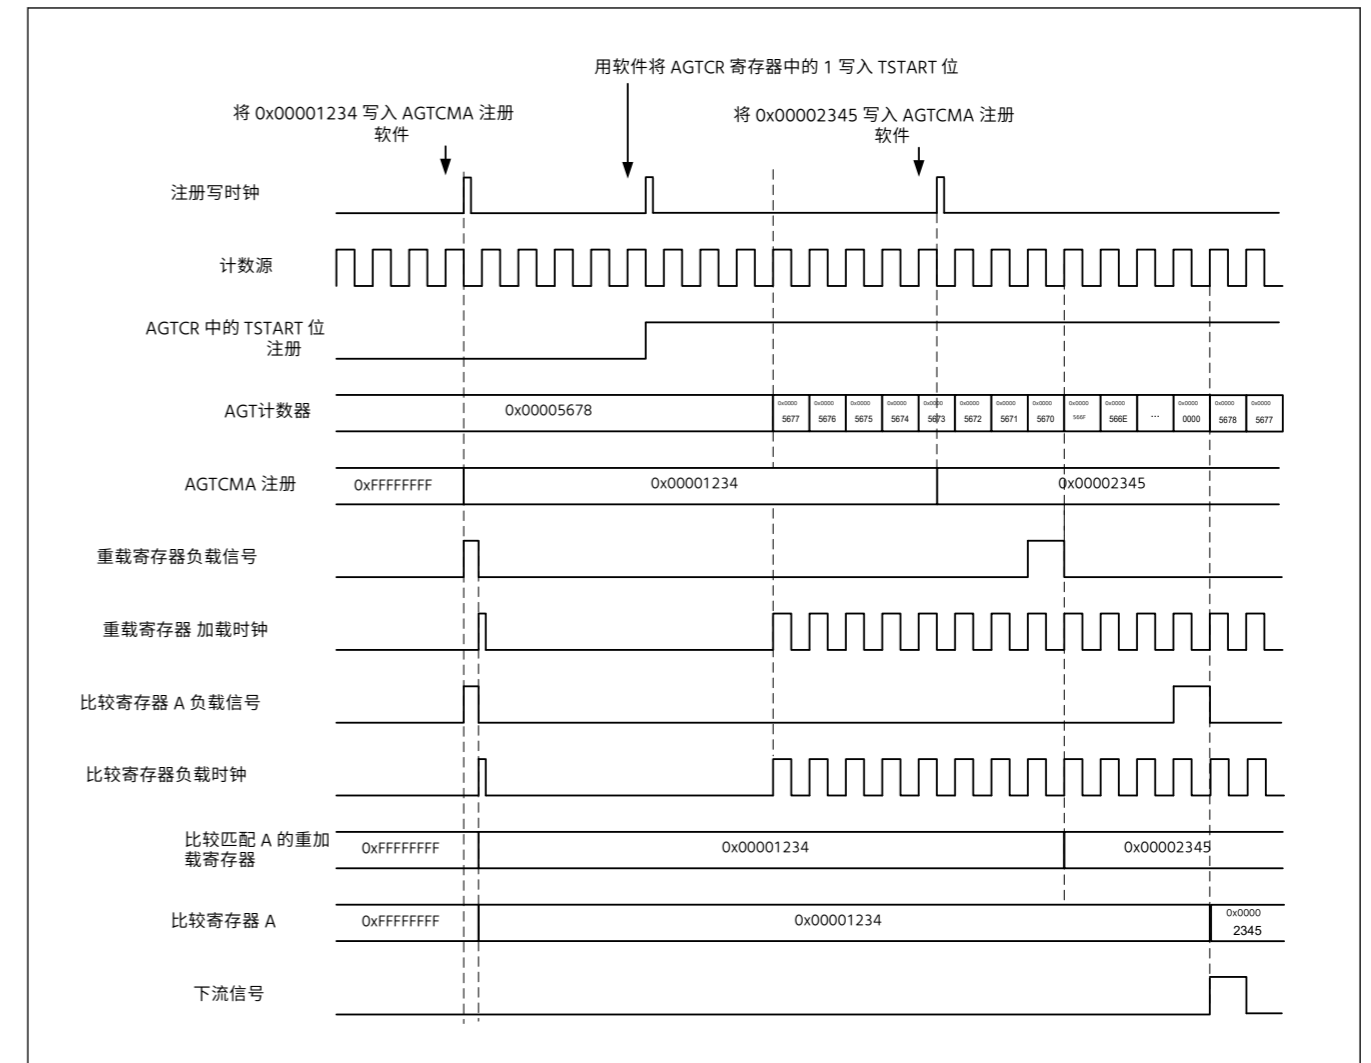 用软件将 AGTCR 寄存器中的 1 写入 TSTART 位
将 0x00001234 写入 AGTCMA 注册
软件
将 0x00002345 写入 AGTCMA 注册
软件
注册写时钟
计数源
AGTCR 中的 TSTART 位
注册
AGT计数器
0x00005678
0x0000 0x0000 0x0000 0x0000 0x0000 0x0000 0x0000 0x0000 0x0000 0x0000 0x0000 0x0000 0x0000
5677 5676 5675 5674 5673 5672 5671 5670 566F 566E ... 0000 5678 5677
AGTCMA 注册
0xFFFFFFFF 0x00001234 0x00002345
重载寄存器负载信号
重载寄存器 加载时钟
比较寄存器 A 负载信号
比较寄存器负载时钟
比较匹配 A 的重加
载寄存器
0xFFFFFFFF 0x00001234 0x00002345
比较寄存器 A
0xFFFFFFFF 0x00001234
0x0000
2345
下流信号